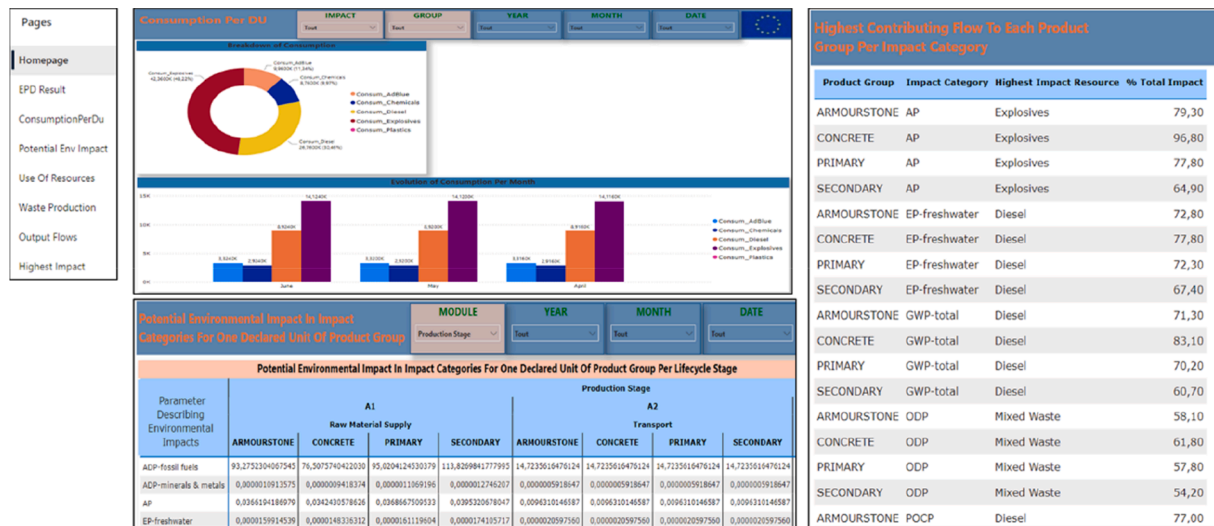 Pages
Homepage
EPD Result
ConsumptionPerDu
Potential Env Impact
Use Of Resources
Waste Production
Output Flows
Highest Impact
Consumption Per DU
IMPACT
GROUP
YEAR
MONTH
DATE
Tout
Tout
Tout
Tout
Tout
Breakdown of Consumption
Consum_AdBlue
Consum_Chemicals
Consum_Diesel
Consum_Explosives
Consum_AdBlue
Consum_Chemicals
Consum_Diesel
Consum_Explosives
Consum_Plastics
Evolution of Consumption Per Month
15K
10K
5K
0K
June
May
April
Consum_AdBlue
Consum_Chemicals
Consum_Diesel
Consum_Explosives
Consum_Plastics
Potential Environmental Impact In Impact
Categories For One Declared Unit Of Product Group
MODULE
YEAR
MONTH
DATE
Production Stage
Tout
Tout
Tout
Potential Environmental Impact In Impact Categories For One Declared Unit Of Product Group Per Lifecycle Stage
Parameter
Describing
Environmental
Impacts
Production Stage
A1
A2
Raw Material Supply
Transport
ARMOURSTONE CONCRETE PRIMARY SECONDARY ARMOURSTONE CONCRETE PRIMARY SECONDARY
ADP-fossil fuels
ADP-minerals & metals
AP
EP-freshwater
Highest Contributing Flow To Each Product
Group Per Impact Category
Product Group Impact Category Highest Impact Resource % Total Impact
ARMOURSTONE AP Explosives 79,30
CONCRETE AP Explosives 96,80
PRIMARY AP Explosives 77,80
SECONDARY AP Explosives 64,90
ARMOURSTONE EP-freshwater Diesel 72,80
CONCRETE EP-freshwater Diesel 77,80
PRIMARY EP-freshwater Diesel 72,30
SECONDARY EP-freshwater Diesel 67,40
ARMOURSTONE GWP-total Diesel 71,30
CONCRETE GWP-total Diesel 83,10
PRIMARY GWP-total Diesel 70,20
SECONDARY GWP-total Diesel 60,70
ARMOURSTONE ODP Mixed Waste 58,10
CONCRETE ODP Mixed Waste 61,80
PRIMARY ODP Mixed Waste 57,80
SECONDARY ODP Mixed Waste 54,20
ARMOURSTONE POCP Diesel 77,00